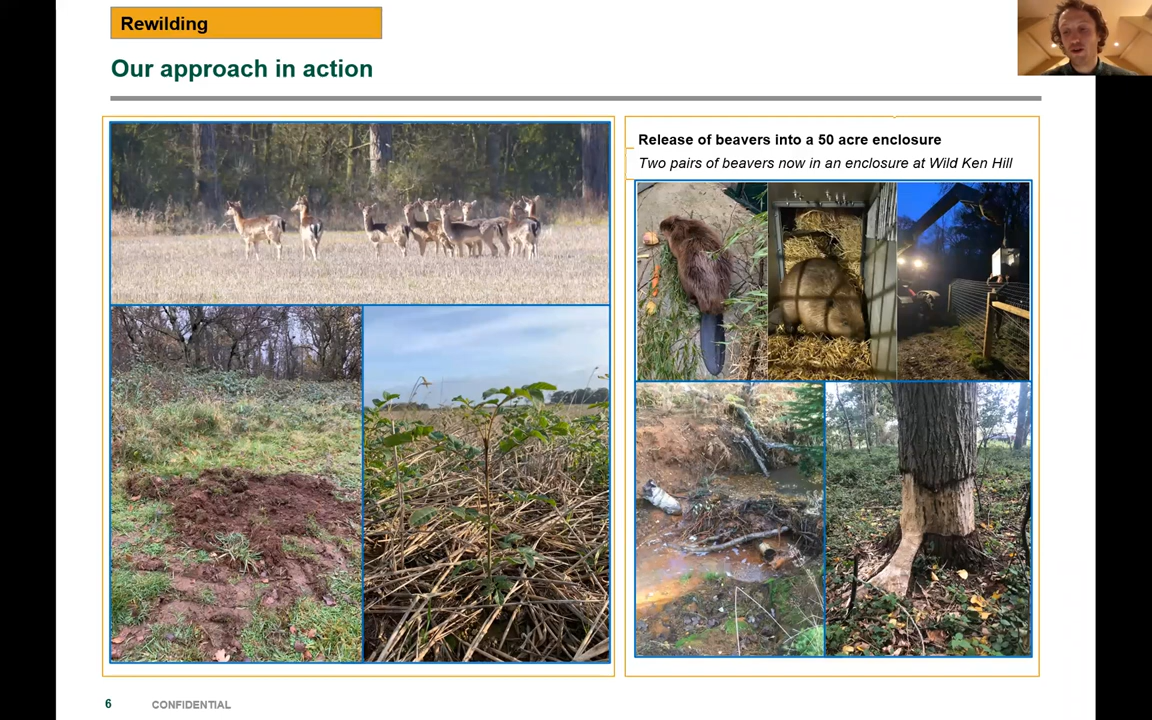 Rewilding
Our approach in action
Release of beavers into a 50 acre enclosure
Two pairs of beavers now in an enclosure at Wild Ken Hill
6 CONFIDENTIAL